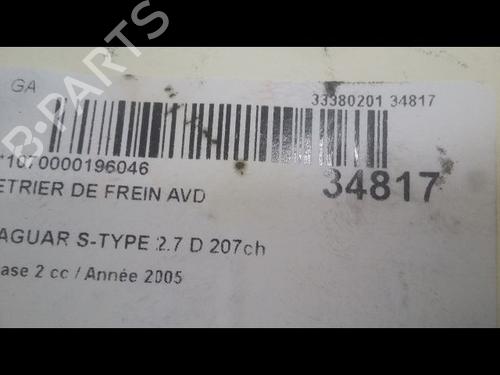 GA
33380201 34817
*1070000196046
34817
ETRIER DE FREIN AVD
AGUAR S-TYPE 2.7 D 207ch
ase 2 cc / Année 2005
B-PARTS